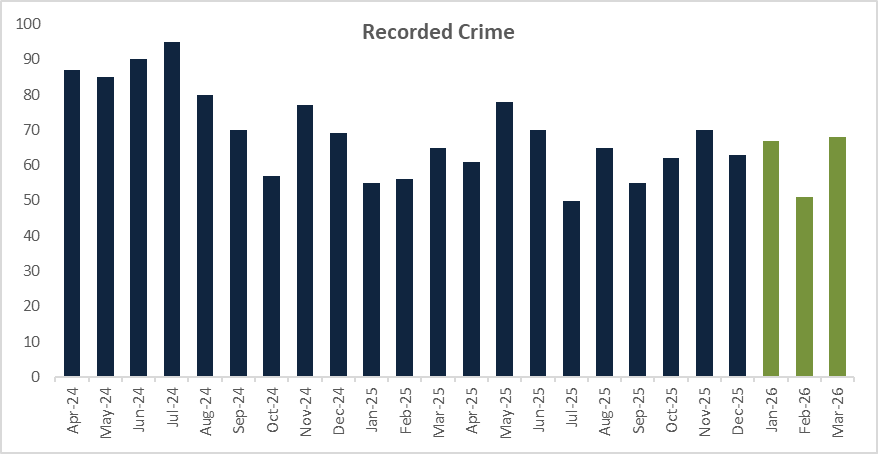 Recorded Crime
100
90
80
70
60
50
40
30
20
10
0
Apr-24
May-24
Jun-24
Jul-24
Aug-24
Sep-24
Oct-24
Nov-24
Dec-24
Jan-25
Feb-25
Mar-25
Apr-25
May-25
Jun-25
Jul-25
Aug-25
Sep-25
Oct-25
Nov-25
Dec-25
Jan-26
Feb-26
Mar-26